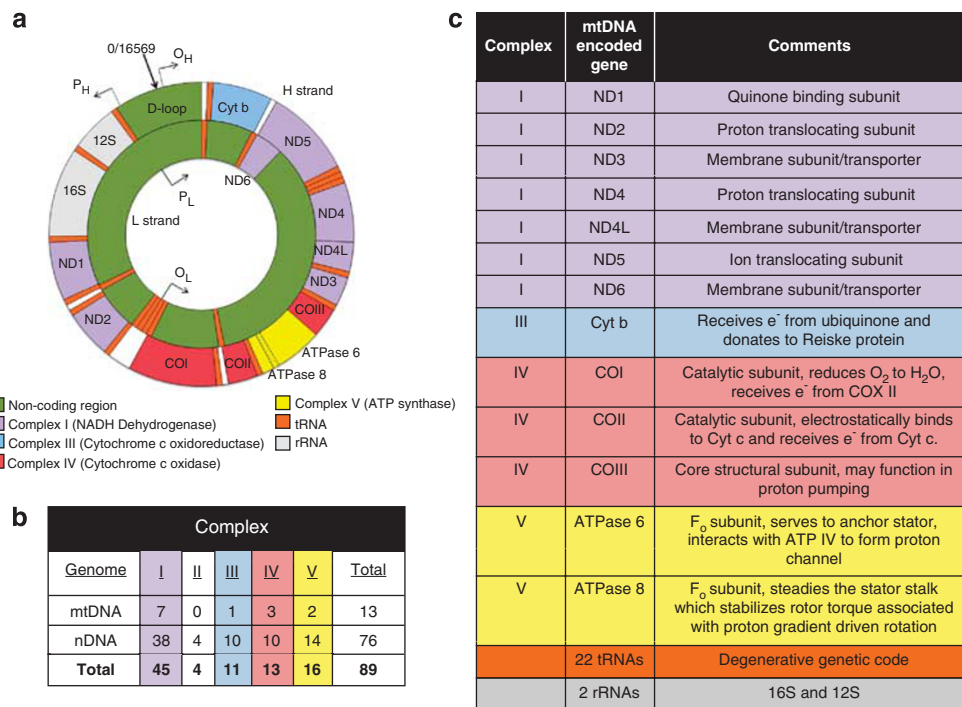 a
0/16569
O_H
P_H
D-loop
Cyt b
H strand
12S
ND5
16S
ND6
P_L
L strand
ND4
ND1
ND4L
O_L
ND3
ND2
COIII
COI
COII
ATPase 6
ATPase 8
Non-coding region
Complex I (NADH Dehydrogenase)
Complex III (Cytochrome c oxidoreductase)
Complex IV (Cytochrome c oxidase)
Complex V (ATP synthase)
tRNA
rRNA
b
Complex
Genome I II III IV V Total
mtDNA 7 0 1 3 2 13
nDNA 38 4 10 10 14 76
Total 45 4 11 13 16 89
c
Complex mtDNA encoded gene Comments
I ND1 Quinone binding subunit
I ND2 Proton translocating subunit
I ND3 Membrane subunit/transporter
I ND4 Proton translocating subunit
I ND4L Membrane subunit/transporter
I ND5 Ion translocating subunit
I ND6 Membrane subunit/transporter
III Cyt b Receives e⁻ from ubiquinone and
donates to Reiske protein
IV COI Catalytic subunit, reduces O₂ to H₂O,
receives e⁻ from COX II
IV COII Catalytic subunit, electrostatically binds
to Cyt c and receives e⁻ from Cyt c.
IV COIII Core structural subunit, may function in
proton pumping
V ATPase 6 Fₒ subunit, serves to anchor stator,
interacts with ATP IV to form proton
channel
V ATPase 8 Fₒ subunit, steadies the stator stalk
which stabilizes rotor torque associated
with proton gradient driven rotation
22 tRNAs Degenerative genetic code
2 rRNAs 16S and 12S